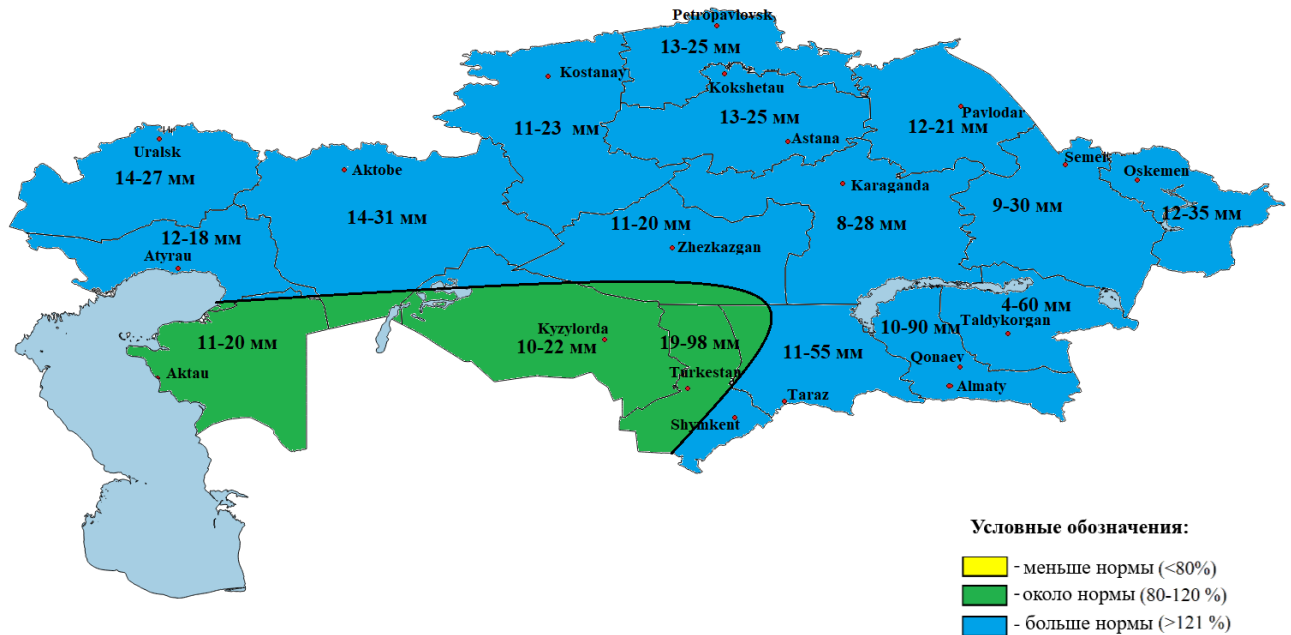 Petropavlovsk
13-25 мм
Kostanay
Kokshetau
13-25 мм
Astana
11-23 мм
Pavlodar
12-21 мм
Uralsk
14-27 мм
Aktobe
14-31 мм
Semei
Oskemen
12-35 мм
Karaganda
9-30 мм
8-28 мм
11-20 мм
Zhezkazgan
12-18 мм
Atyrau
4-60 мм
Taldykorgan
10-90 мм
Kyzylorda
10-22 мм
19-98 мм
11-55 мм
11-20 мм
Aktau
Turkestan
Qonaev
Almaty
Taraz
Shymkent
Условные обозначения:
- меньше нормы (<80%)
- около нормы (80-120 %)
- больше нормы (>121 %)